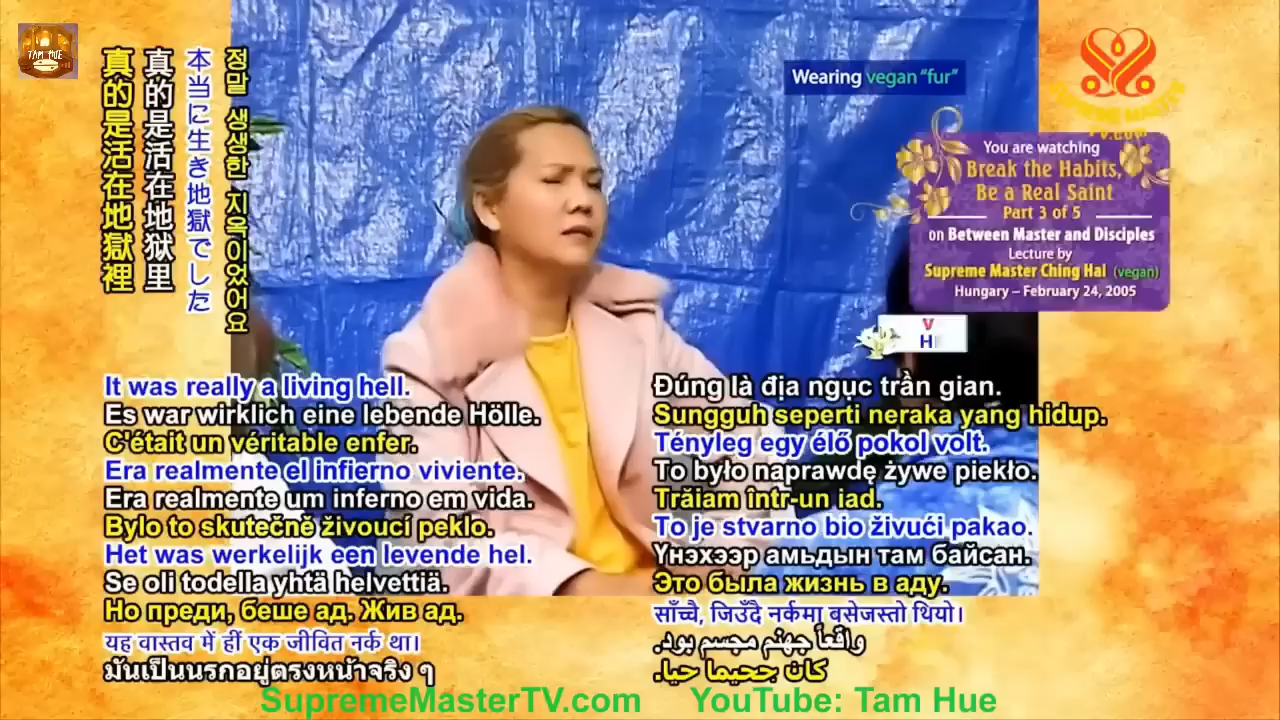 TAM HUE
정말 생생한 지옥이었어요
本当に生き地獄でした
真的是活在地狱里
真的是活在地獄裡
Wearing vegan "fur"
SUPREME MASTER
TV.COM
You are watching
Break the Habits,
Be a Real Saint
Part 3 of 5
on Between Master and Disciples
Lecture by
Supreme Master Ching Hai (vegan)
Hungary – February 24, 2005
V
H
It was really a living hell.
Es war wirklich eine lebende Hölle.
C'était un véritable enfer.
Era realmente el infierno viviente.
Era realmente um inferno em vida.
Bylo to skutečně živoucí peklo.
Het was werkelijk een levende hel.
Se oli todella yhtä helvettiä.
Но преди, беше ад. Жив ад.
यह वास्तव में हीं एक जीवित नर्क था।
มันเป็นนรกอยู่ตรงหน้าจริง ๆ
Đúng là địa ngục trần gian.
Sungguh seperti neraka yang hidup.
Tényleg egy élő pokol volt.
To było naprawdę żywe piekło.
Trăiam într-un iad.
To je stvarno bio živući pakao.
Үнэхээр амьдын там байсан.
Это была жизнь в аду.
साँच्चै, जिउँदै नर्कमा बसेजस्तो थियो।
واقعاً جهنم مجسم بود.
كان جحيما حيا.
SupremeMasterTV.com YouTube: Tam Hue